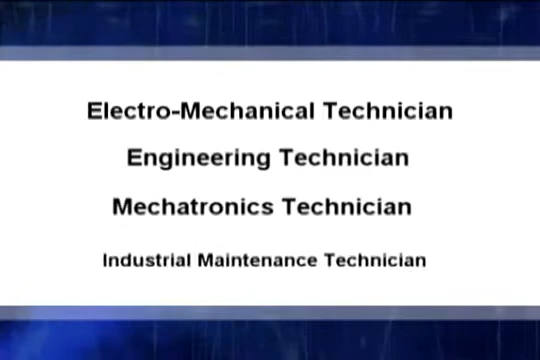 Electro-Mechanical Technician
Engineering Technician
Mechatronics Technician
Industrial Maintenance Technician